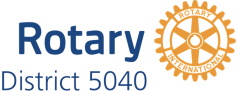 Rotary
District 5040
ROTARY
INTERNATIONAL